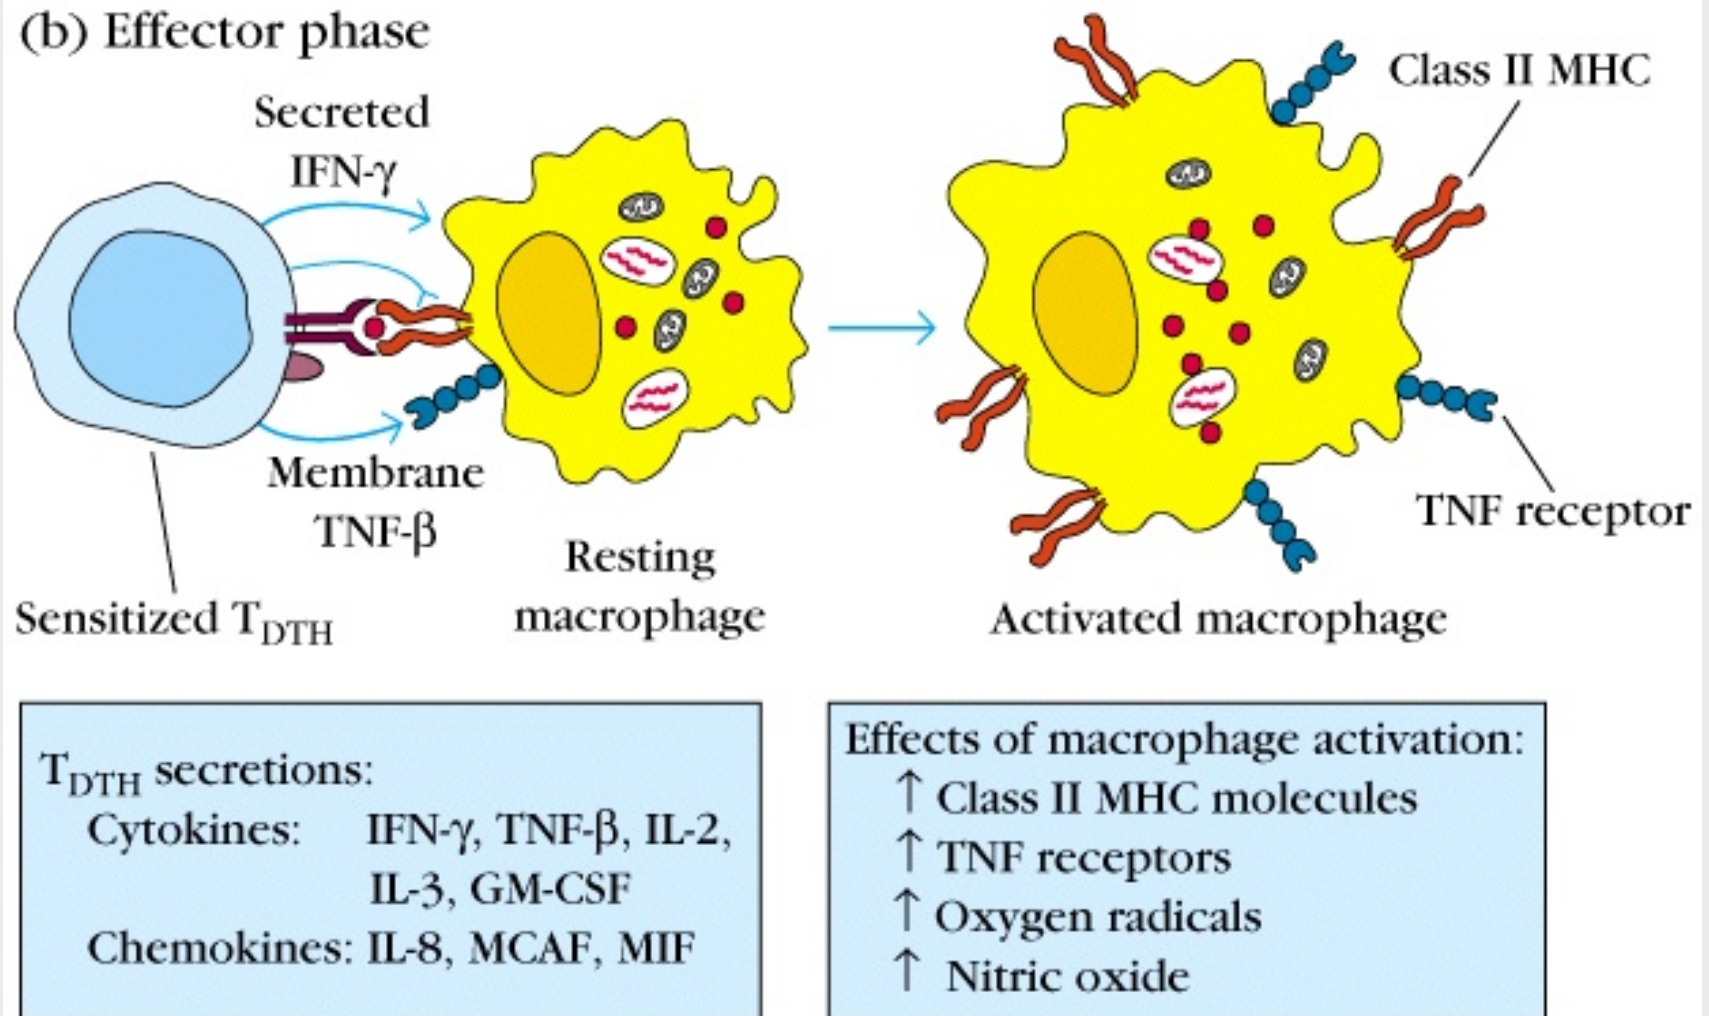 (b) Effector phase
Secreted
IFN-γ
Class II MHC
Membrane
TNF-β
Resting
macrophage
TNF receptor
Sensitized TDTH
Activated macrophage
TDTH secretions:
Cytokines: IFN-γ, TNF-β, IL-2,
IL-3, GM-CSF
Chemokines: IL-8, MCAF, MIF
Effects of macrophage activation:
↑ Class II MHC molecules
↑ TNF receptors
↑ Oxygen radicals
↑ Nitric oxide